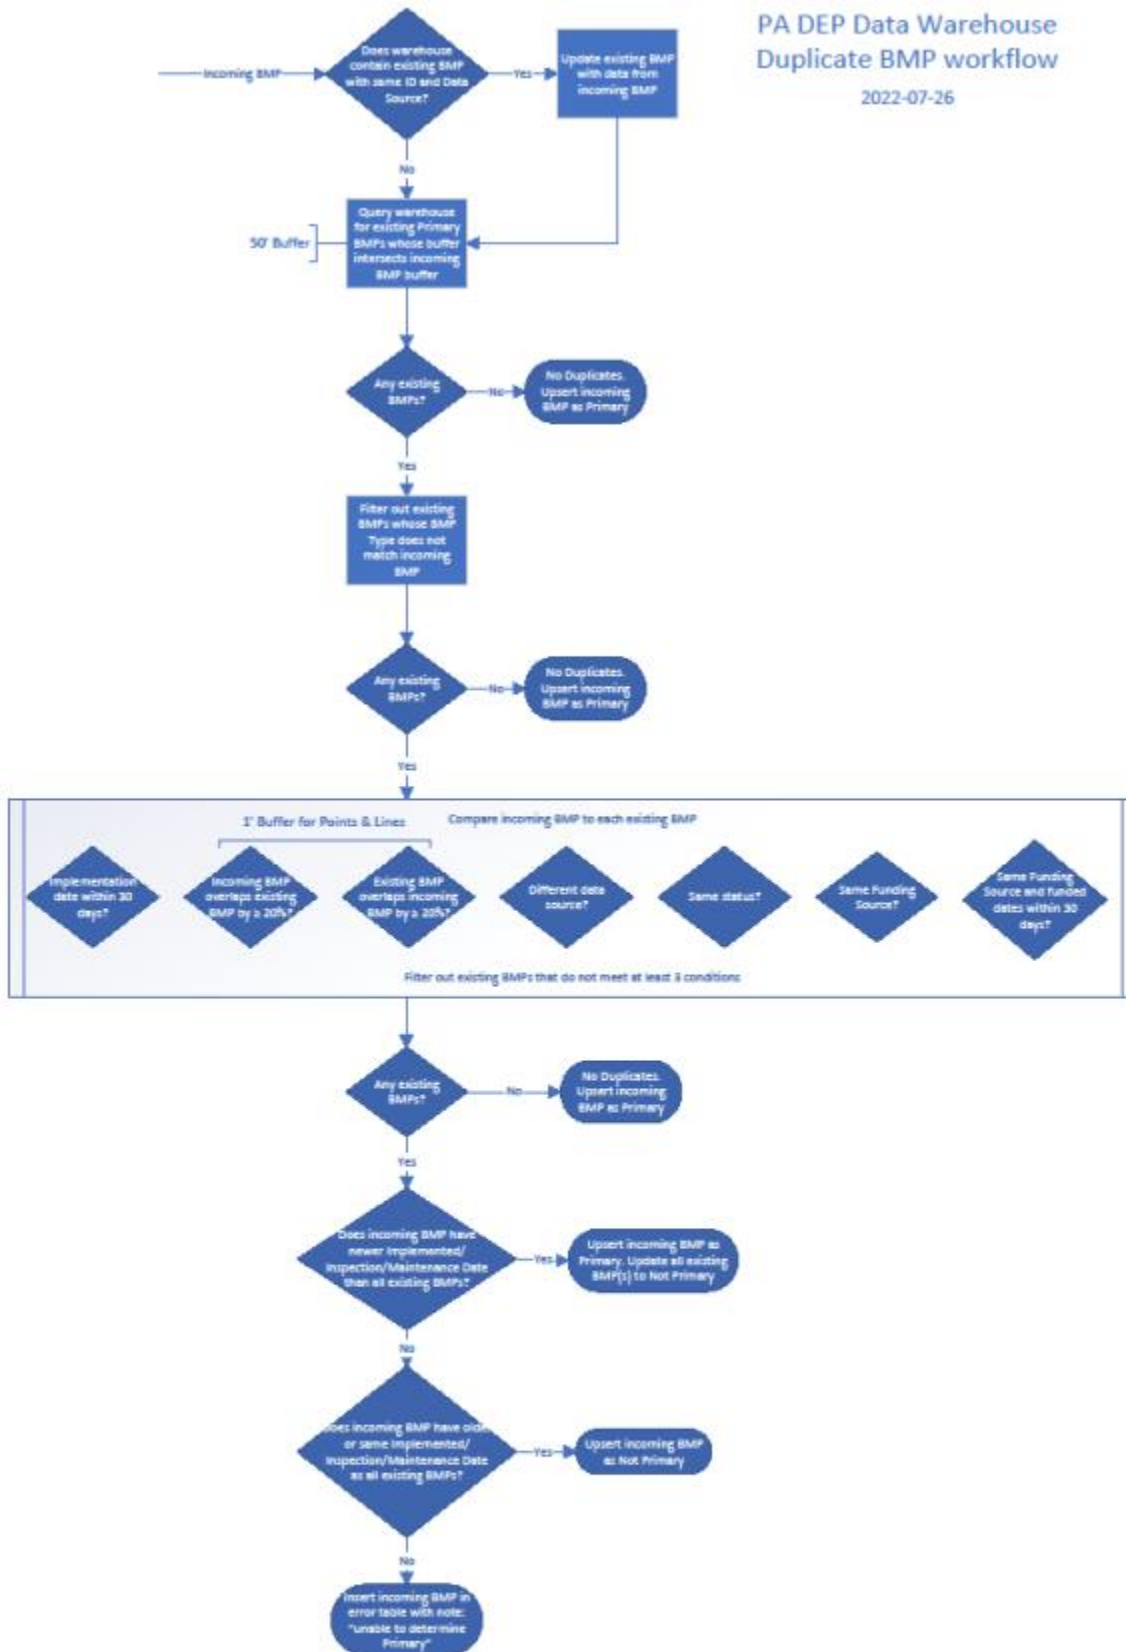 PA DEP Data Warehouse
Duplicate BMP workflow
2022-07-26
Incoming BMP
Does warehouse
contain existing BMP
with same ID and Data
Source?
Yes
Update existing BMP
with data from
incoming BMP
No
50' Buffer
Query warehouse
for existing Primary
BMPs whose buffer
intersects incoming
BMP buffer
Any existing
BMPs?
No
No Duplicates.
Upsert incoming
BMP as Primary
Yes
Filter out existing
BMPs whose BMP
Type does not
match incoming
BMP
Any existing
BMPs?
No
No Duplicates.
Upsert incoming
BMP as Primary
Yes
1' Buffer for Points & Lines
Compare incoming BMP to each existing BMP
Implementation
date within 30
days?
Incoming BMP
overlaps existing
BMP by ≥ 20%?
Existing BMP
overlaps incoming
BMP by ≥ 20%?
Different data
source?
Same status?
Same Funding
Source?
Same Funding
Source and funded
dates within 30
days?
Filter out existing BMPs that do not meet at least 3 conditions
Any existing
BMPs?
No
No Duplicates.
Upsert incoming
BMP as Primary
Yes
Does incoming BMP have
newer Implemented/
Inspection/Maintenance Date
than all existing BMPs?
Yes
Upsert incoming BMP as
Primary. Update all existing
BMP(s) to Not Primary
No
Does incoming BMP have older
or same Implemented/
Inspection/Maintenance Date
as all existing BMPs?
Yes
Upsert incoming BMP
as Not Primary
No
Insert incoming BMP in
error table with note:
"unable to determine
Primary"